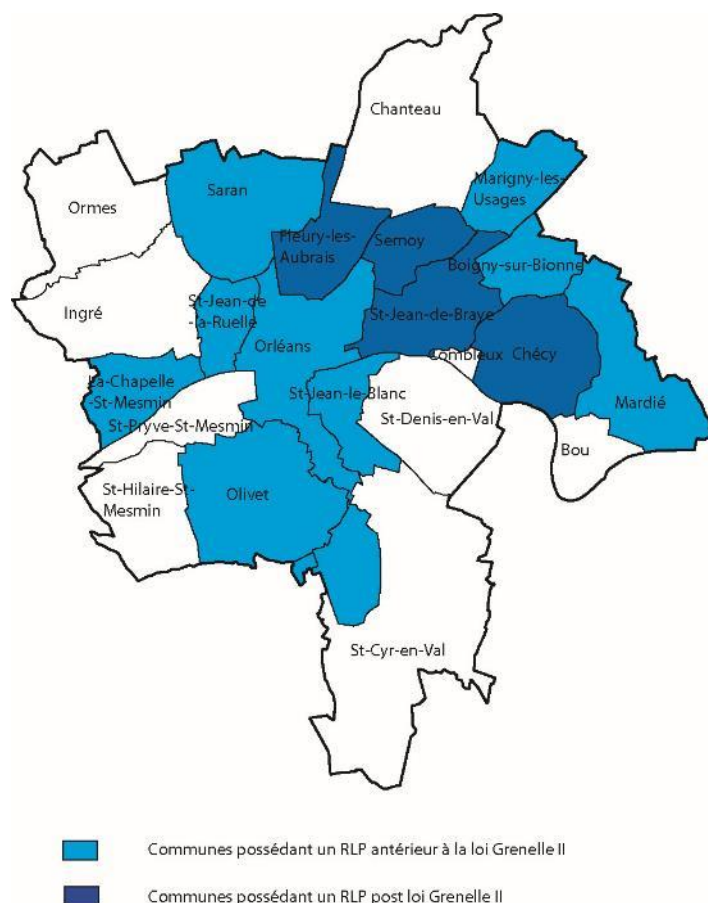 Chanteau
Marigny-les-
Usages
Saran
Ormes
Fleury-les-
Aubrais
Semoy
Boigny-sur-Bionne
Ingré
St-Jean-de
-la-Ruelle
St-Jean-de-Braye
Orléans
Combleux
Chécy
La-Chapelle
-St-Mesmin
St-Jean-le-Blanc
Mardié
St-Pryve-St-Mesmin
St-Denis-en-Val
Bou
St-Hilaire-St-
Mesmin
Olivet
St-Cyr-en-Val
Communes possédant un RLP antérieur à la loi Grenelle II
Communes possédant un RLP post loi Grenelle II